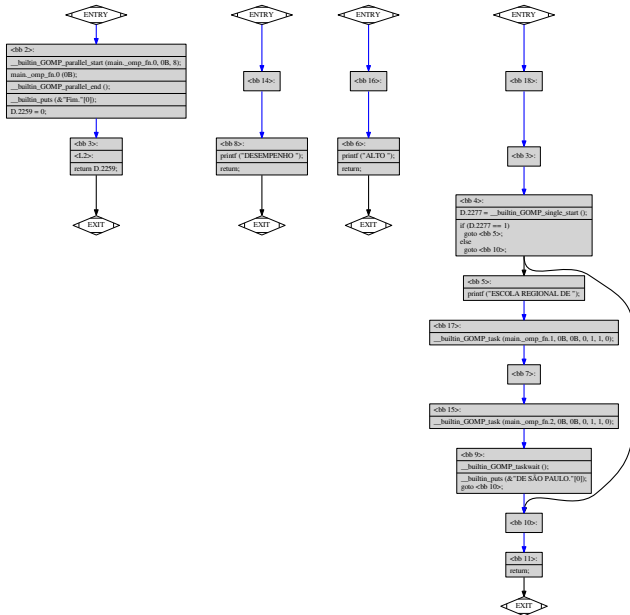 ENTRY
<bb 2>:
__builtin_GOMP_parallel_start (main._omp_fn.0, 0B, 8);
main._omp_fn.0 (0B);
__builtin_GOMP_parallel_end ();
__builtin_puts (&"Fim."[0]);
D.2259 = 0;
<bb 3>:
<L2>:
return D.2259;
EXIT
ENTRY
<bb 14>:
<bb 8>:
printf ("DESEMPENHO ");
return;
EXIT
ENTRY
<bb 16>:
<bb 6>:
printf ("ALTO ");
return;
EXIT
ENTRY
<bb 18>:
<bb 3>:
<bb 4>:
D.2277 = __builtin_GOMP_single_start ();
if (D.2277 == 1)
goto <bb 5>;
else
goto <bb 10>;
<bb 5>:
printf ("ESCOLA REGIONAL DE ");
<bb 17>:
__builtin_GOMP_task (main._omp_fn.1, 0B, 0B, 0, 1, 1, 0);
<bb 7>:
<bb 15>:
__builtin_GOMP_task (main._omp_fn.2, 0B, 0B, 0, 1, 1, 0);
<bb 9>:
__builtin_GOMP_taskwait ();
__builtin_puts (&"DE SÃO PAULO."[0]);
goto <bb 10>;
<bb 10>:
<bb 11>:
return;
EXIT